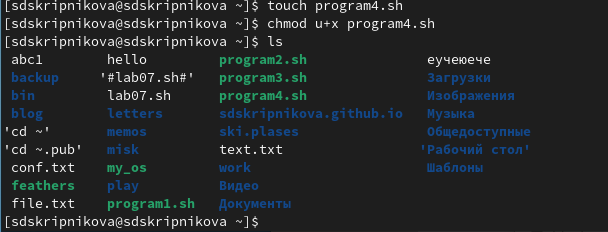 [sdskripnikova@sdskripnikova ~]$ touch program4.sh
[sdskripnikova@sdskripnikova ~]$ chmod u+x program4.sh
[sdskripnikova@sdskripnikova ~]$ ls
abc1 hello program2.sh еучеюече
backup '#lab07.sh#' program3.sh Загрузки
bin lab07.sh program4.sh Изображения
blog letters sdskripnikova.github.io Музыка
'cd ~' memos ski.plases Общедоступные
'cd ~.pub' misk text.txt 'Рабочий стол'
conf.txt my_os work Шаблоны
feathers play Видео
file.txt program1.sh Документы
[sdskripnikova@sdskripnikova ~]$